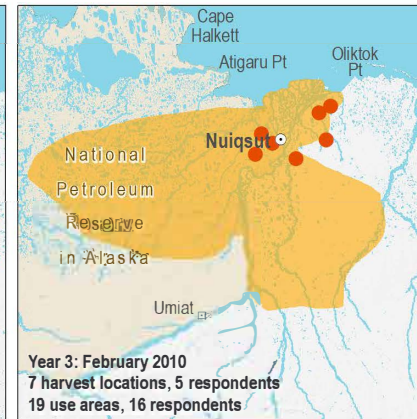 Cape
Halkett
Atigaru Pt
Oliktok
Pt
Nuiqsut
National
Petroleum
Reserve
in Alaska
Umiat
Year 3: February 2010
7 harvest locations, 5 respondents
19 use areas, 16 respondents